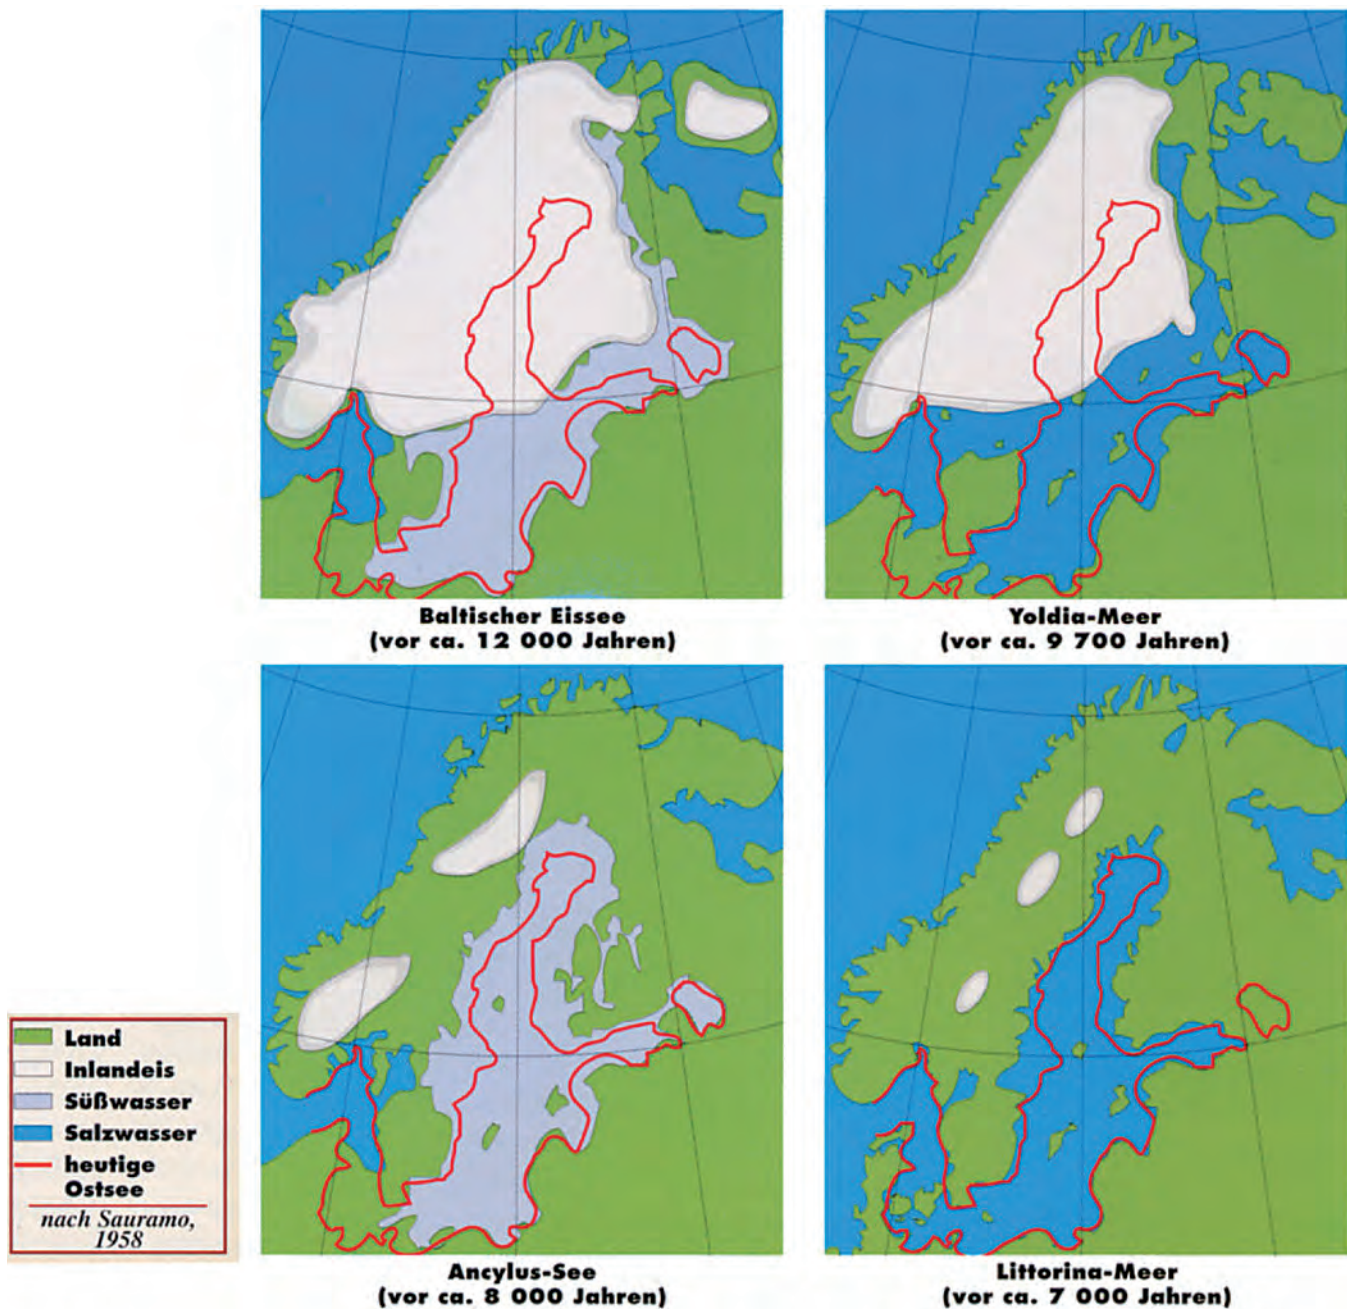 Baltischer Eissee
(vor ca. 12 000 Jahren)
Yoldia-Meer
(vor ca. 9 700 Jahren)
Land
Inlandeis
Süßwasser
Salzwasser
heutige
Ostsee
nach Sauramo,
1958
Ancylus-See
(vor ca. 8 000 Jahren)
Littorina-Meer
(vor ca. 7 000 Jahren)